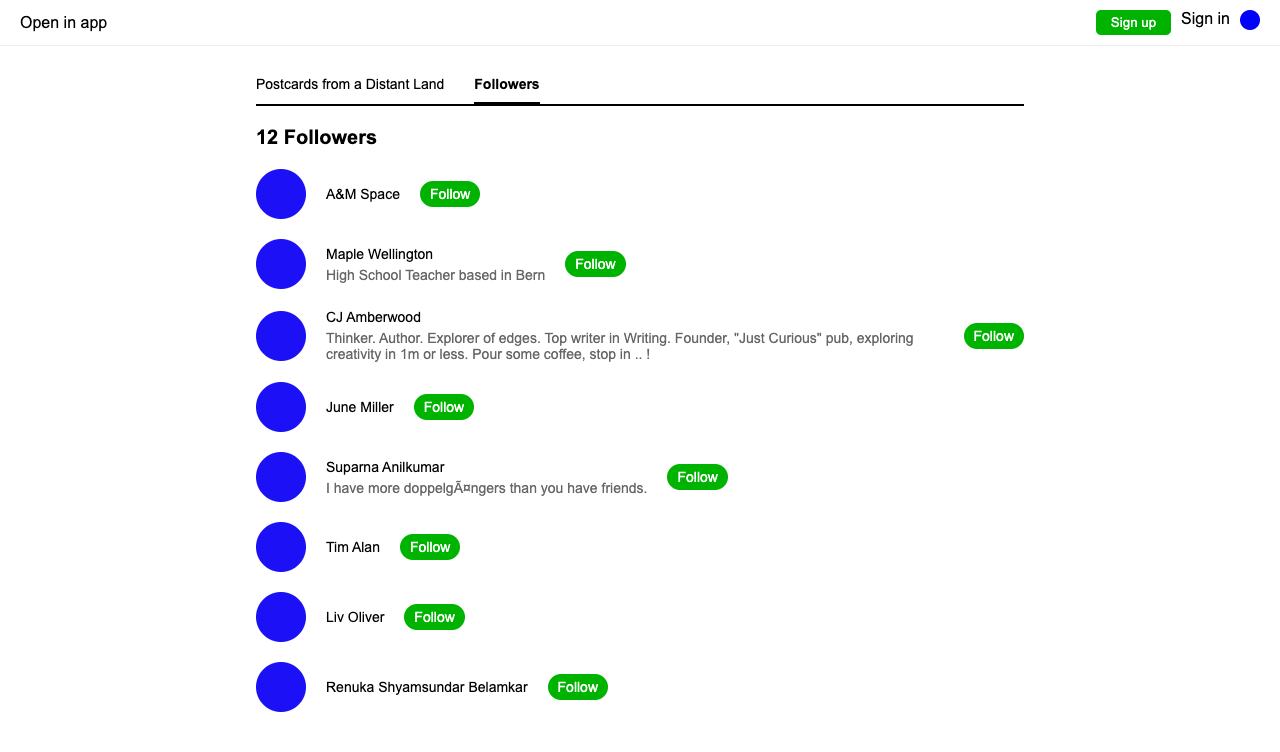 Open in app
Sign up
Sign in
Postcards from a Distant Land
Followers
12 Followers
A&M Space
Follow
Maple Wellington
High School Teacher based in Bern
Follow
CJ Amberwood
Thinker. Author. Explorer of edges. Top writer in Writing. Founder, "Just Curious" pub, exploring
creativity in 1m or less. Pour some coffee, stop in .. !
Follow
June Miller
Follow
Suparna Anilkumar
I have more doppelgÃ¤ngers than you have friends.
Follow
Tim Alan
Follow
Liv Oliver
Follow
Renuka Shyamsundar Belamkar
Follow